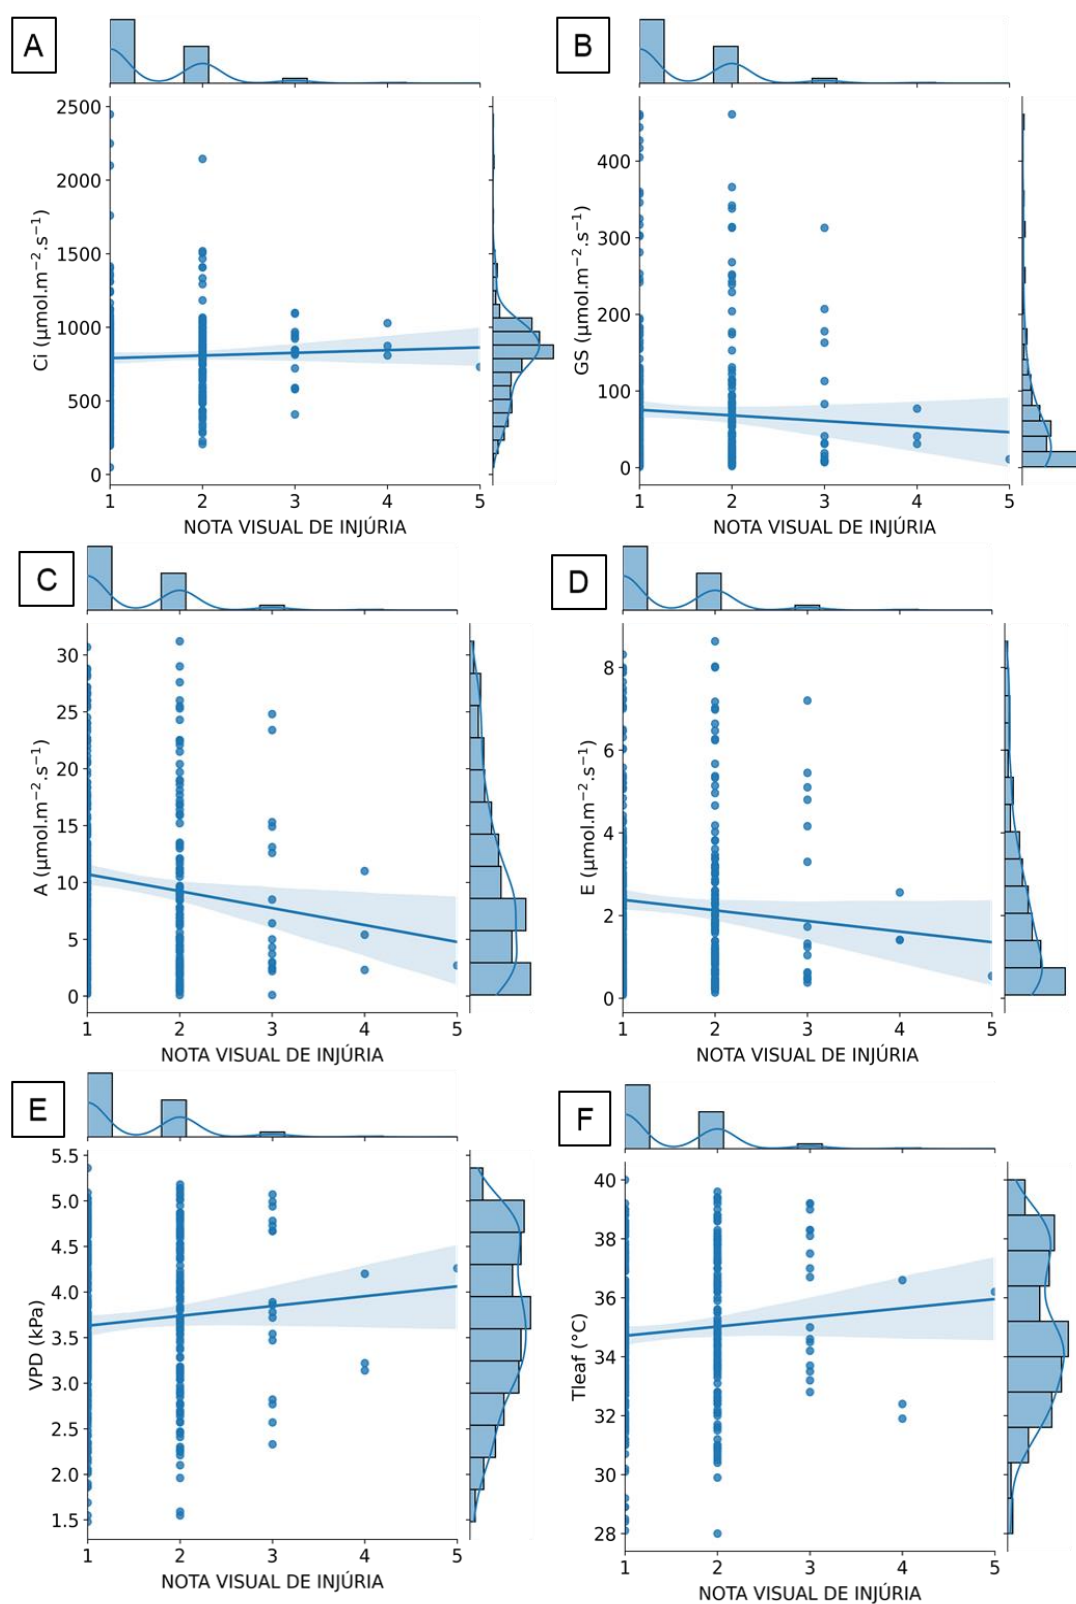 A
B
2500
2000
1500
1000
500
0
Ci (µmol.m⁻².s⁻¹)
1 2 3 4 5
NOTA VISUAL DE INJÚRIA
400
300
200
100
0
GS (µmol.m⁻².s⁻¹)
1 2 3 4 5
NOTA VISUAL DE INJÚRIA
C
D
30
25
20
15
10
5
0
A (µmol.m⁻².s⁻¹)
1 2 3 4 5
NOTA VISUAL DE INJÚRIA
8
6
4
2
0
E (µmol.m⁻².s⁻¹)
1 2 3 4 5
NOTA VISUAL DE INJÚRIA
E
F
5.5
5.0
4.5
4.0
3.5
3.0
2.5
2.0
1.5
VPD (kPa)
1 2 3 4 5
NOTA VISUAL DE INJÚRIA
40
38
36
34
32
30
28
Tleaf (°C)
1 2 3 4 5
NOTA VISUAL DE INJÚRIA